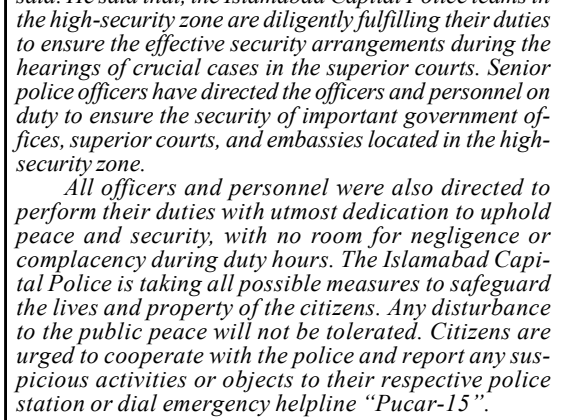 said. He said that, the Islamabad Capital Police teams in
the high-security zone are diligently fulfilling their duties
to ensure the effective security arrangements during the
hearings of crucial cases in the superior courts. Senior
police officers have directed the officers and personnel on
duty to ensure the security of important government of-
fices, superior courts, and embassies located in the high-
security zone.
All officers and personnel were also directed to
perform their duties with utmost dedication to uphold
peace and security, with no room for negligence or
complacency during duty hours. The Islamabad Capi-
tal Police is taking all possible measures to safeguard
the lives and property of the citizens. Any disturbance
to the public peace will not be tolerated. Citizens are
urged to cooperate with the police and report any sus-
picious activities or objects to their respective police
station or dial emergency helpline “Pucar-15”.